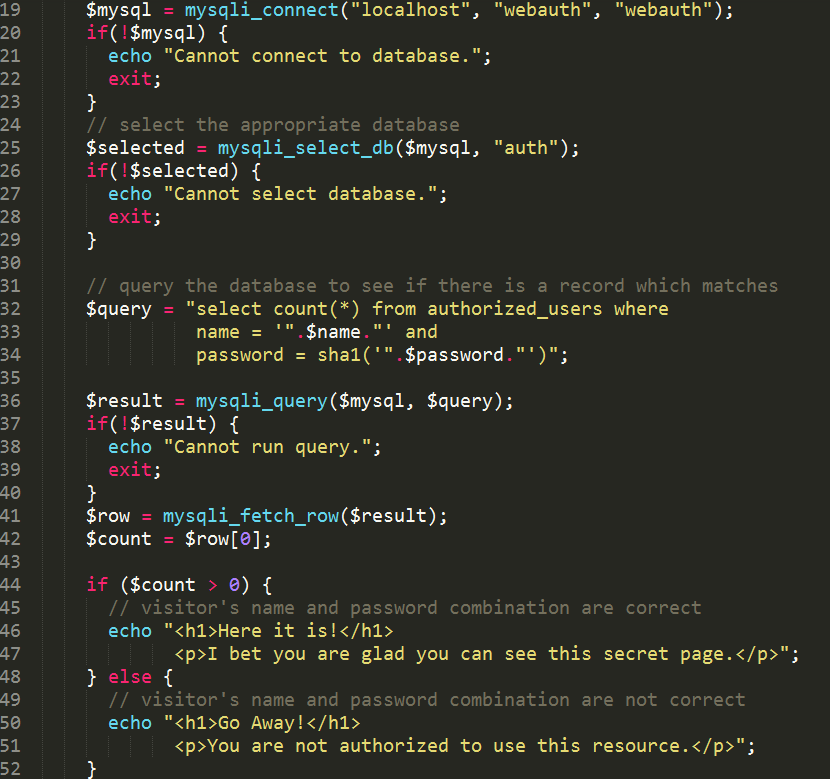 19 $mysql = mysqli_connect("localhost", "webauth", "webauth");
20 if(!$mysql) {
21 echo "Cannot connect to database.";
22 exit;
23 }
24 // select the appropriate database
25 $selected = mysqli_select_db($mysql, "auth");
26 if(!$selected) {
27 echo "Cannot select database.";
28 exit;
29 }
30
31 // query the database to see if there is a record which matches
32 $query = "select count(*) from authorized_users where
33 name = '".$name."' and
34 password = sha1('".$password."')";
35
36 $result = mysqli_query($mysql, $query);
37 if(!$result) {
38 echo "Cannot run query.";
39 exit;
40 }
41 $row = mysqli_fetch_row($result);
42 $count = $row[0];
43
44 if ($count > 0) {
45 // visitor's name and password combination are correct
46 echo "<h1>Here it is!</h1>
47 <p>I bet you are glad you can see this secret page.</p>";
48 } else {
49 // visitor's name and password combination are not correct
50 echo "<h1>Go Away!</h1>
51 <p>You are not authorized to use this resource.</p>";
52 }